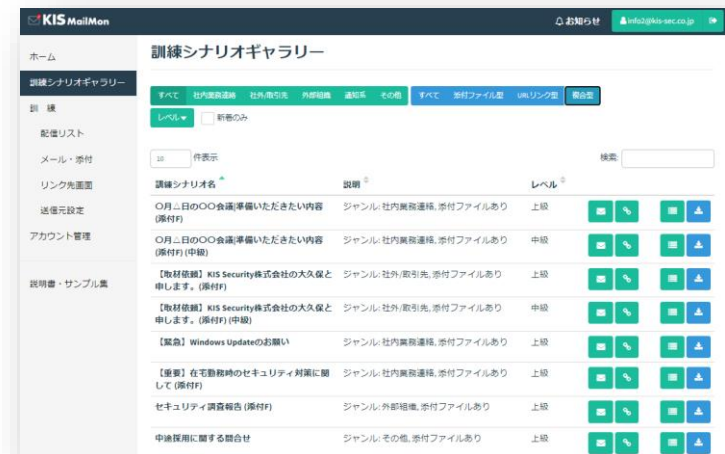 KIS MailMon
お知らせ
info2@kis-sec.co.jp
ホーム
訓練シナリオギャラリー
訓 練
配信リスト
メール・添付
リンク先画面
送信元設定
アカウント管理
説明書・サンプル集
訓練シナリオギャラリー
すべて 社内業務連絡 社外/取引先 外部組織 通知系 その他 すべて 添付ファイル型 URLリンク型 複合型
レベル 新着のみ
10 件表示 検索:
訓練シナリオ名 説明 レベル
〇月△日の〇〇会議|準備いただきたい内容 ジャンル: 社内業務連絡, 添付ファイルあり 上級
(添付F)
〇月△日の〇〇会議|準備いただきたい内容 ジャンル: 社内業務連絡, 添付ファイルあり 中級
(添付F) (中級)
【取材依頼】KIS Security株式会社の大久保と ジャンル: 社外/取引先, 添付ファイルあり 上級
申します。(添付F)
【取材依頼】KIS Security株式会社の大久保と ジャンル: 社外/取引先, 添付ファイルあり 中級
申します。(添付F) (中級)
【緊急】Windows Updateのお願い ジャンル: 社内業務連絡, 添付ファイルあり 上級
【重要】在宅勤務時のセキュリティ対策に関 ジャンル: 社内業務連絡, 添付ファイルあり 上級
して (添付F)
セキュリティ調査報告 (添付F) ジャンル: 外部組織, 添付ファイルあり 上級
中途採用に関する問合せ ジャンル: その他, 添付ファイルあり 上級